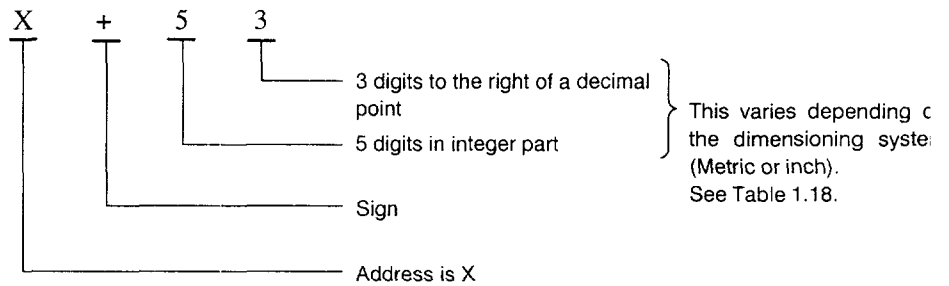 X + 5 3
3 digits to the right of a decimal
point
5 digits in integer part
This varies depending
the dimensioning
(Metric or inch).
See Table 1.18.
Sign
Address is X